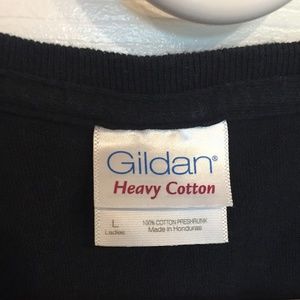 Gildan®
Heavy Cotton
L
Ladies
100% COTTON PRESHRUNK
Made in Honduras